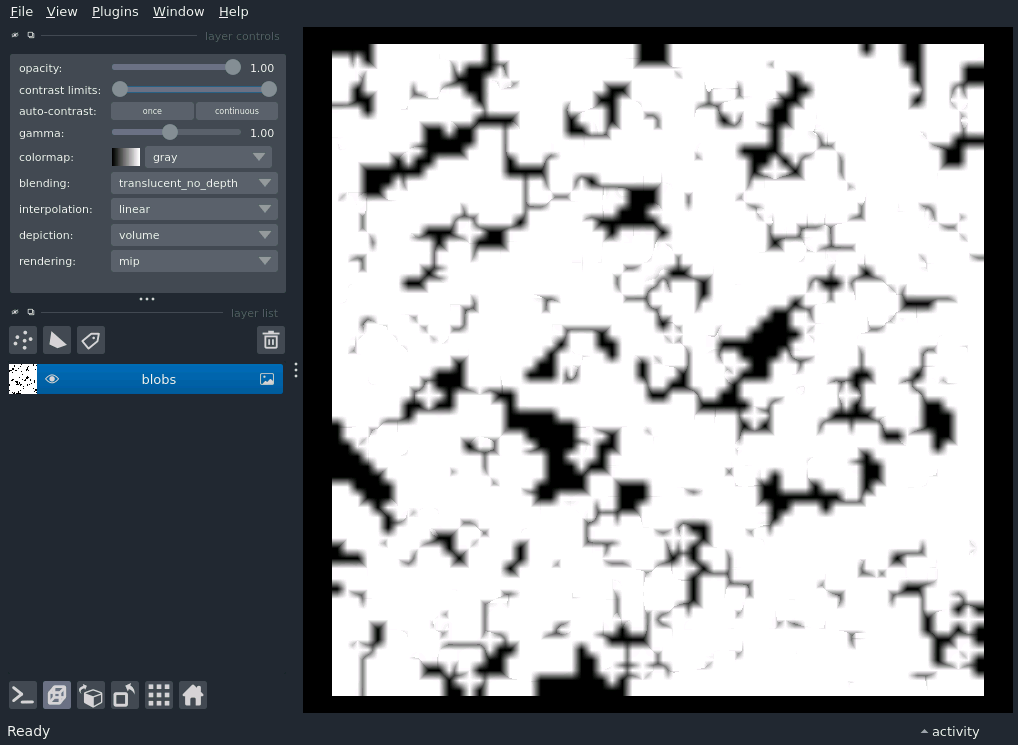 File View Plugins Window Help
layer controls
opacity: 1.00
contrast limits:
auto-contrast: once continuous
gamma: 1.00
colormap: gray
blending: translucent_no_depth
interpolation: linear
depiction: volume
rendering: mip
layer list
blobs
Ready activity